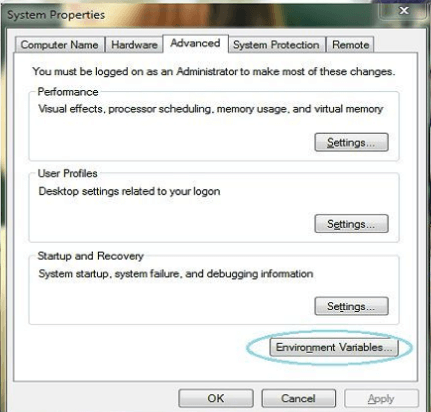 System Properties
Computer Name Hardware Advanced System Protection Remote
You must be logged on as an Administrator to make most of these changes.
Performance
Visual effects, processor scheduling, memory usage, and virtual memory
Settings...
User Profiles
Desktop settings related to your logon
Settings...
Startup and Recovery
System startup, system failure, and debugging information
Settings...
Environment Variables...
OK Cancel Apply